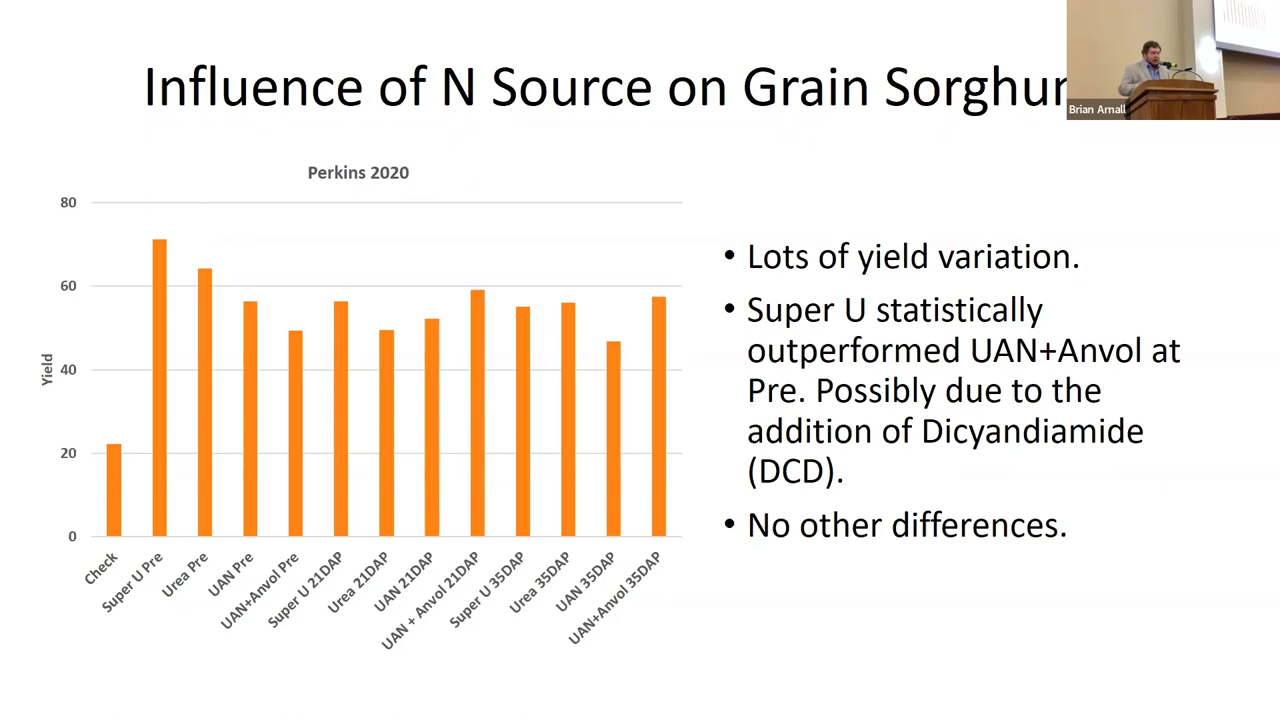 Influence of N Source on Grain Sorghum
Brian Arnall
Perkins 2020
Yield
80
60
40
20
0
Check
Super U Pre
Urea Pre
UAN Pre
UAN+Anvol Pre
Super U 21DAP
Urea 21DAP
UAN 21DAP
UAN + Anvol 21DAP
Super U 35DAP
Urea 35DAP
UAN 35DAP
UAN+Anvol 35DAP
• Lots of yield variation.
• Super U statistically
outperformed UAN+Anvol at
Pre. Possibly due to the
addition of Dicyandiamide
(DCD).
• No other differences.